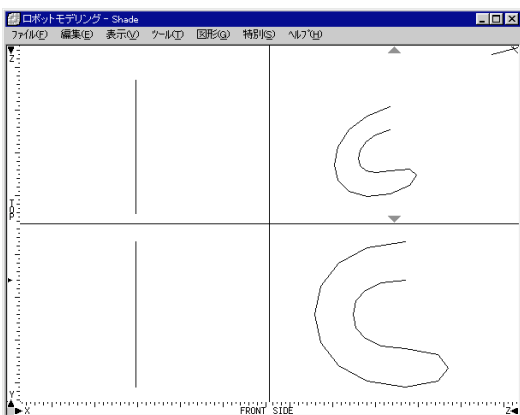 ロボットモデリング - Shade
ファイル(F) 編集(E) 表示(V) ツール(T) 図形(G) 特別(S) ヘルプ(H)
Z
TOP
Y
X FRONT SIDE Z